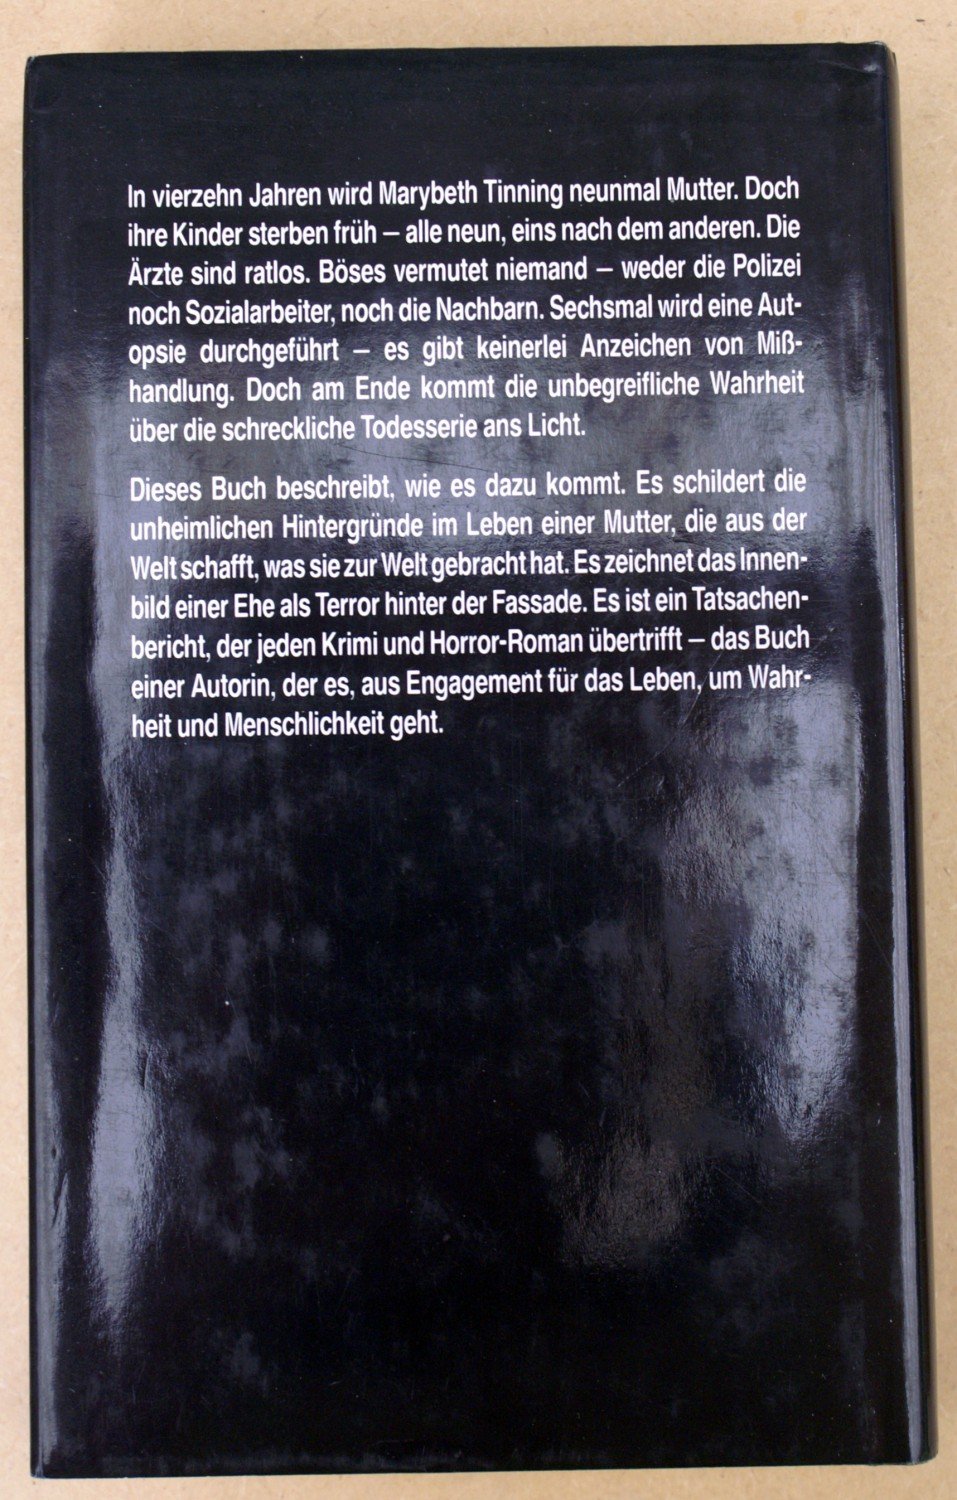 In vierzehn Jahren wird Marybeth Tinning neunmal Mutter. Doch
ihre Kinder sterben früh – alle neun, eins nach dem anderen. Die
Ärzte sind ratlos. Böses vermutet niemand – weder die Polizei
noch Sozialarbeiter, noch die Nachbarn. Sechsmal wird eine Aut-
opsie durchgeführt – es gibt keinerlei Anzeichen von Miß-
handlung. Doch am Ende kommt die unbegreifliche Wahrheit
über die schreckliche Todesserie ans Licht.
Dieses Buch beschreibt, wie es dazu kommt. Es schildert die
unheimlichen Hintergründe im Leben einer Mutter, die aus der
Welt schafft, was sie zur Welt gebracht hat. Es zeichnet das Innen-
bild einer Ehe als Terror hinter der Fassade. Es ist ein Tatsachen-
bericht, der jeden Krimi und Horror-Roman übertrifft – das Buch
einer Autorin, der es, aus Engagement für das Leben, um Wahr-
heit und Menschlichkeit geht.